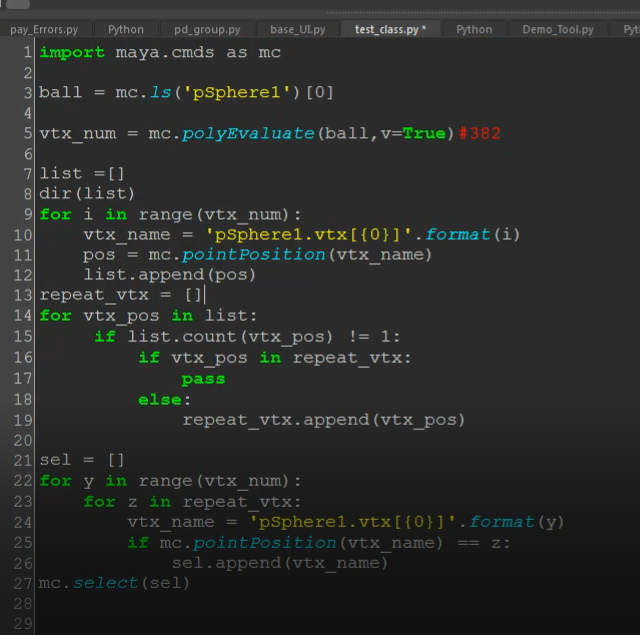 pay_Errors.py Python pd_group.py base_UI.py test_class.py * Python Demo_Tool.py Pyt
1 import maya.cmds as mc
2
3 ball = mc.ls('pSphere1')[0]
4
5 vtx_num = mc.polyEvaluate(ball,v=True)#382
6
7 list =[]
8 dir(list)
9 for i in range(vtx_num):
10 vtx_name = 'pSphere1.vtx[{0}]'.format(i)
11 pos = mc.pointPosition(vtx_name)
12 list.append(pos)
13 repeat_vtx = []
14 for vtx_pos in list:
15 if list.count(vtx_pos) != 1:
16 if vtx_pos in repeat_vtx:
17 pass
18 else:
19 repeat_vtx.append(vtx_pos)
20
21 sel = []
22 for y in range(vtx_num):
23 for z in repeat_vtx:
24 vtx_name = 'pSphere1.vtx[{0}]'.format(y)
25 if mc.pointPosition(vtx_name) == z:
26 sel.append(vtx_name)
27 mc.select(sel)
28
29